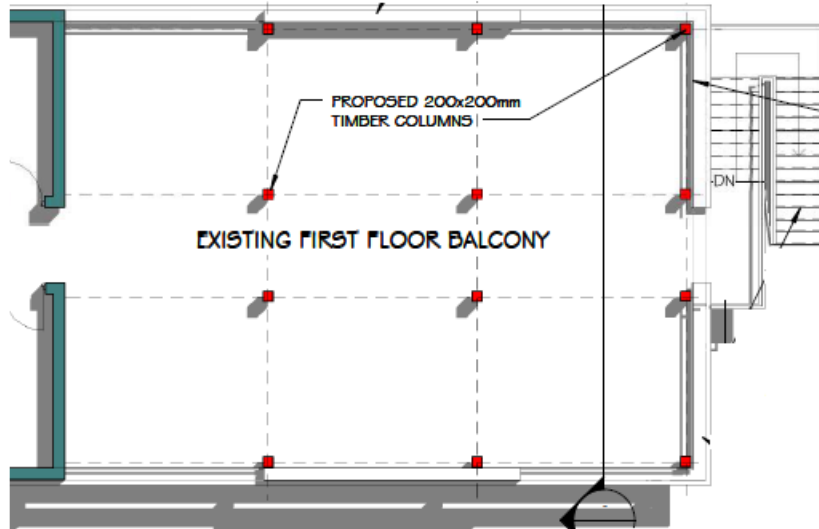 PROPOSED 200x200mm
TIMBER COLUMNS
DN
EXISTING FIRST FLOOR BALCONY